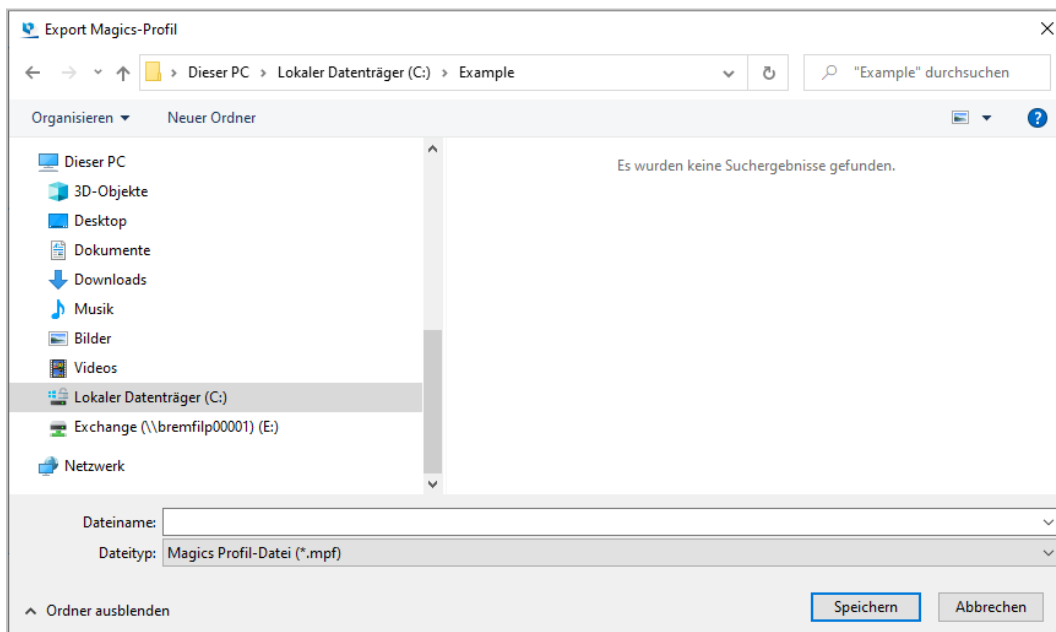 Export Magics-Profil
Dieser PC > Lokaler Datenträger (C:) > Example
"Example" durchsuchen
Organisieren
Neuer Ordner
Dieser PC
3D-Objekte
Desktop
Dokumente
Downloads
Musik
Bilder
Videos
Lokaler Datenträger (C:)
Exchange (\\bremfilp00001) (E:)
Netzwerk
Es wurden keine Suchergebnisse gefunden.
Dateiname:
Dateityp: Magics Profil-Datei (*.mpf)
Ordner ausblenden
Speichern
Abbrechen